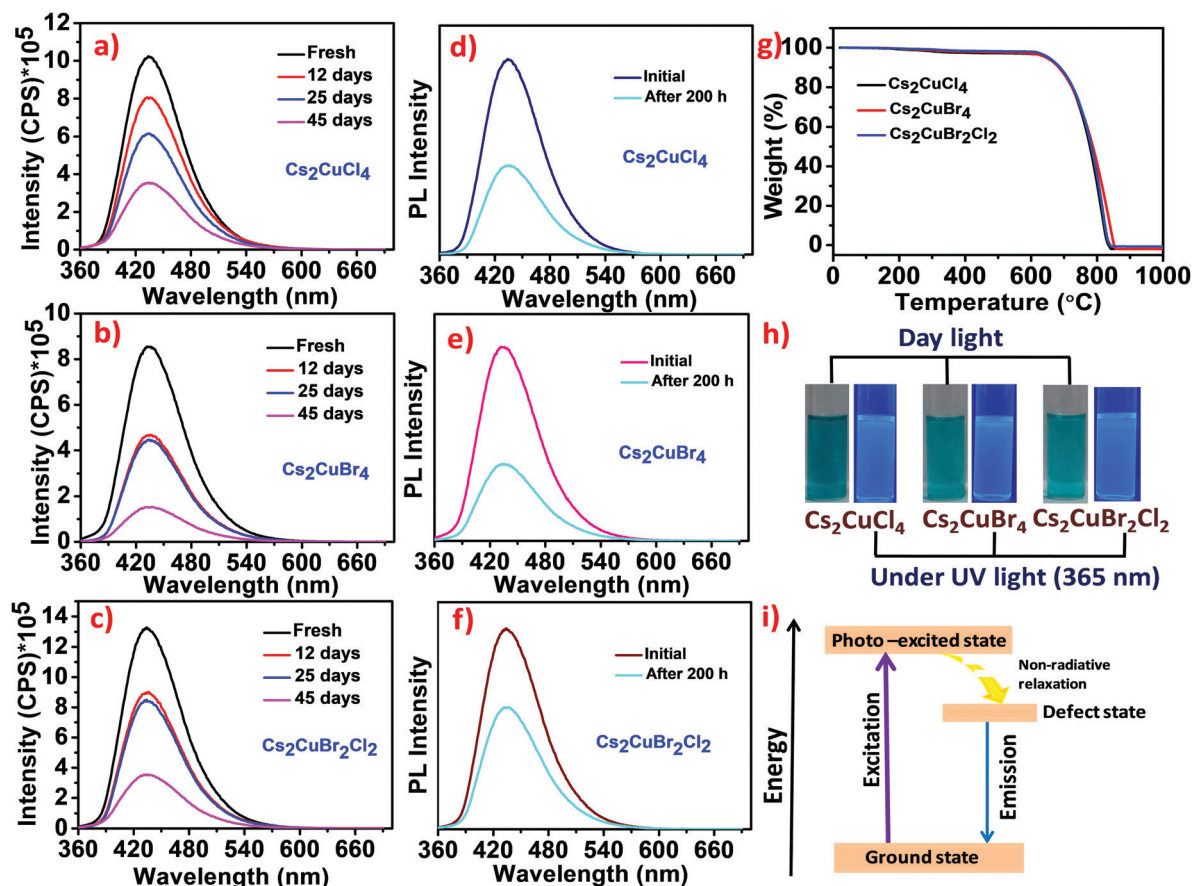 a)
Intensity (CPS)*10⁵
10
8
6
4
2
0
Fresh
12 days
25 days
45 days
Cs₂CuCl₄
360 420 480 540 600 660
Wavelength (nm)
d)
PL Intensity
Initial
After 200 h
Cs₂CuCl₄
360 420 480 540 600 660
Wavelength (nm)
g)
Weight (%)
100
80
60
40
20
0
Cs₂CuCl₄
Cs₂CuBr₄
Cs₂CuBr₂Cl₂
0 200 400 600 800 1000
Temperature (°C)
b)
Intensity (CPS)*10⁵
10
8
6
4
2
0
Fresh
12 days
25 days
45 days
Cs₂CuBr₄
360 420 480 540 600 660
Wavelength (nm)
e)
PL Intensity
Initial
After 200 h
Cs₂CuBr₄
360 420 480 540 600 660
Wavelength (nm)
h)
Day light
Cs₂CuCl₄ Cs₂CuBr₄ Cs₂CuBr₂Cl₂
Under UV light (365 nm)
c)
Intensity (CPS)*10⁵
14
12
10
8
6
4
2
0
Fresh
12 days
25 days
45 days
Cs₂CuBr₂Cl₂
360 420 480 540 600 660
Wavelength (nm)
f)
PL Intensity
Initial
After 200 h
Cs₂CuBr₂Cl₂
360 420 480 540 600 660
Wavelength (nm)
i)
Energy
Photo –excited state
Non-radiative
relaxation
Defect state
Excitation
Emission
Ground state